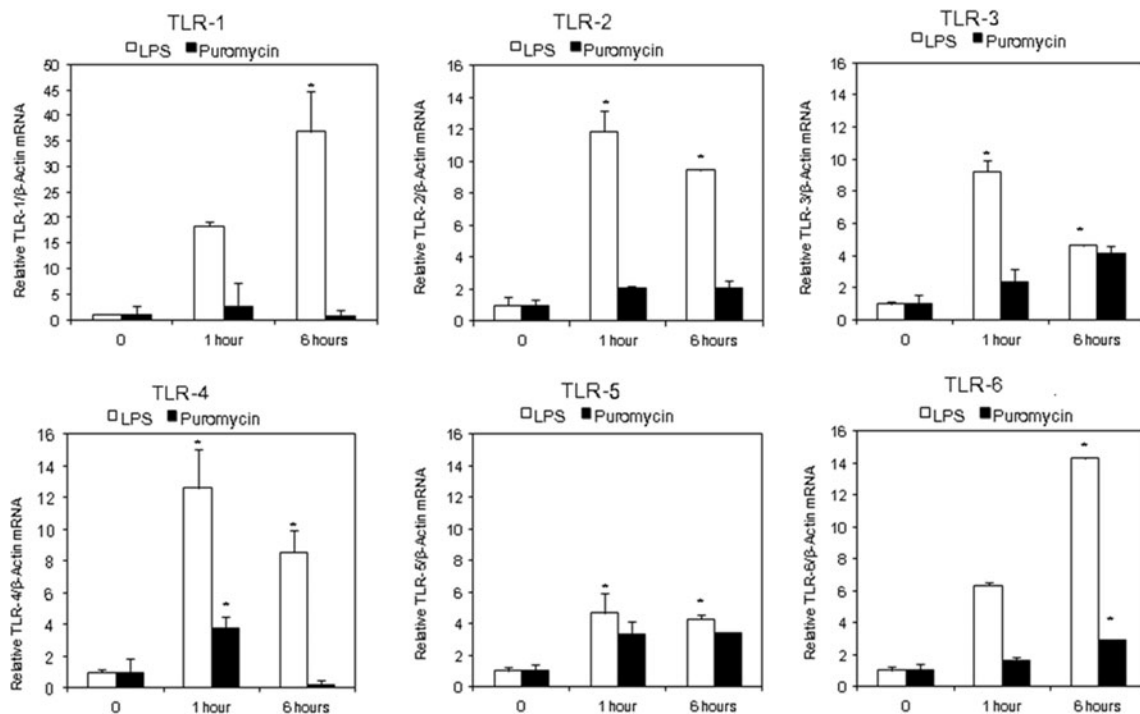 TLR-1
LPS Puromycin
Relative TLR-1/β-Actin mRNA
50
45
40
35
30
25
20
15
10
5
0
*
0 1 hour 6 hours
TLR-2
LPS Puromycin
Relative TLR-2/β-Actin mRNA
16
14
12
10
8
6
4
2
0
* *
0 1 hour 6 hours
TLR-3
LPS Puromycin
Relative TLR-3/β-Actin mRNA
16
14
12
10
8
6
4
2
0
* *
0 1 hour 6 hours
TLR-4
LPS Puromycin
Relative TLR-4/β-Actin mRNA
16
14
12
10
8
6
4
2
0
* * *
0 1 hour 6 hours
TLR-5
LPS Puromycin
Relative TLR-5/β-Actin mRNA
16
14
12
10
8
6
4
2
0
* *
0 1 hour 6 hours
TLR-6
LPS Puromycin
Relative TLR-6/β-Actin mRNA
16
14
12
10
8
6
4
2
0
* *
0 1 hour 6 hours